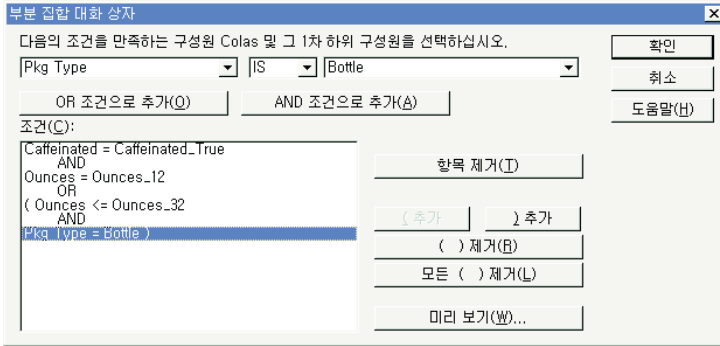 부분 집합 대화 상자
다음의 조건을 만족하는 구성원 Colas 및 그 1차 하위 구성원을 선택하십시오.
Pkg Type IS Bottle
확인
취소
도움말(H)
OR 조건으로 추가(O) AND 조건으로 추가(A)
조건(C):
Caffeinated = Caffeinated_True
AND
Ounces = Ounces_12
OR
( Ounces <= Ounces_32
AND
Pkg Type = Bottle )
항목 제거(T)
( 추가 ) 추가
( ) 제거(R)
모든 ( ) 제거(L)
미리 보기(W)...